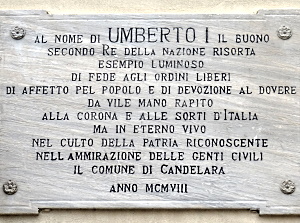 AL NOME DI UMBERTO I IL BUONO
SECONDO RE DELLA NAZIONE RISORTA
ESEMPIO LUMINOSO
DI FEDE AGLI ORDINI LIBERI
DI AFFETTO PEL POPOLO E DI DEVOZIONE AL DOVERE
DA VILE MANO RAPITO
ALLA CORONA E ALLE SORTI D'ITALIA
MA IN ETERNO VIVO
NEL CULTO DELLA PATRIA RICONOSCENTE
NELL'AMMIRAZIONE DELLE GENTI CIVILI
IL COMUNE DI CANDELARA
ANNO MCMVIII